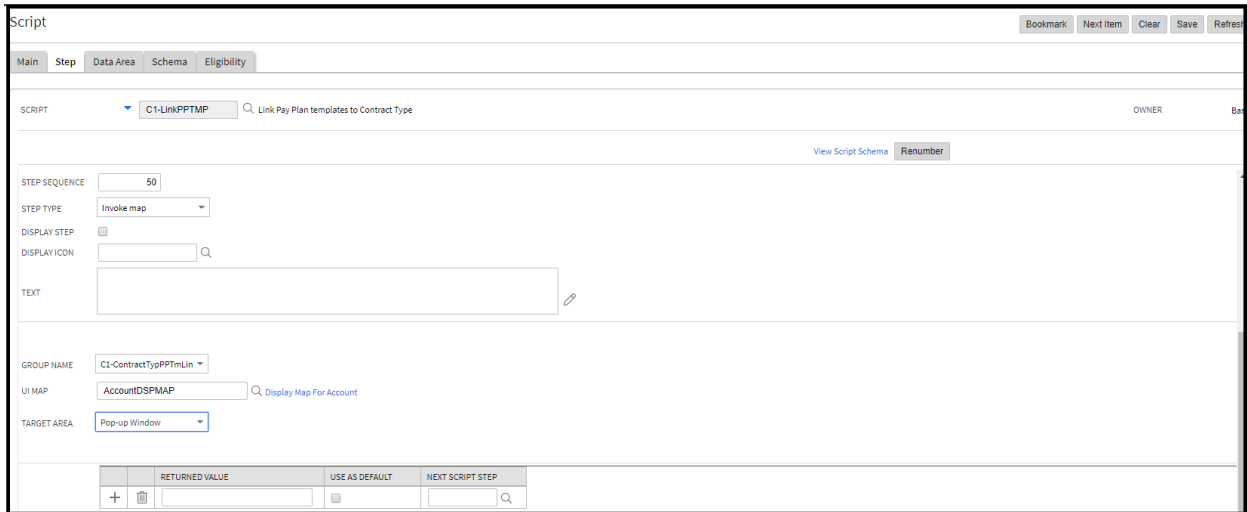 Script
Bookmark Next Item Clear Save Refresh
Main Step Data Area Schema Eligibility
SCRIPT C1-LinkPPTMP Link Pay Plan templates to Contract Type OWNER Bas
View Script Schema Renumber
STEP SEQUENCE 50
STEP TYPE Invoke map
DISPLAY STEP
DISPLAY ICON
TEXT
GROUP NAME C1-ContractTypPPTmLin
UI MAP AccountDSPMAP Display Map For Account
TARGET AREA Pop-up Window
RETURNED VALUE USE AS DEFAULT NEXT SCRIPT STEP